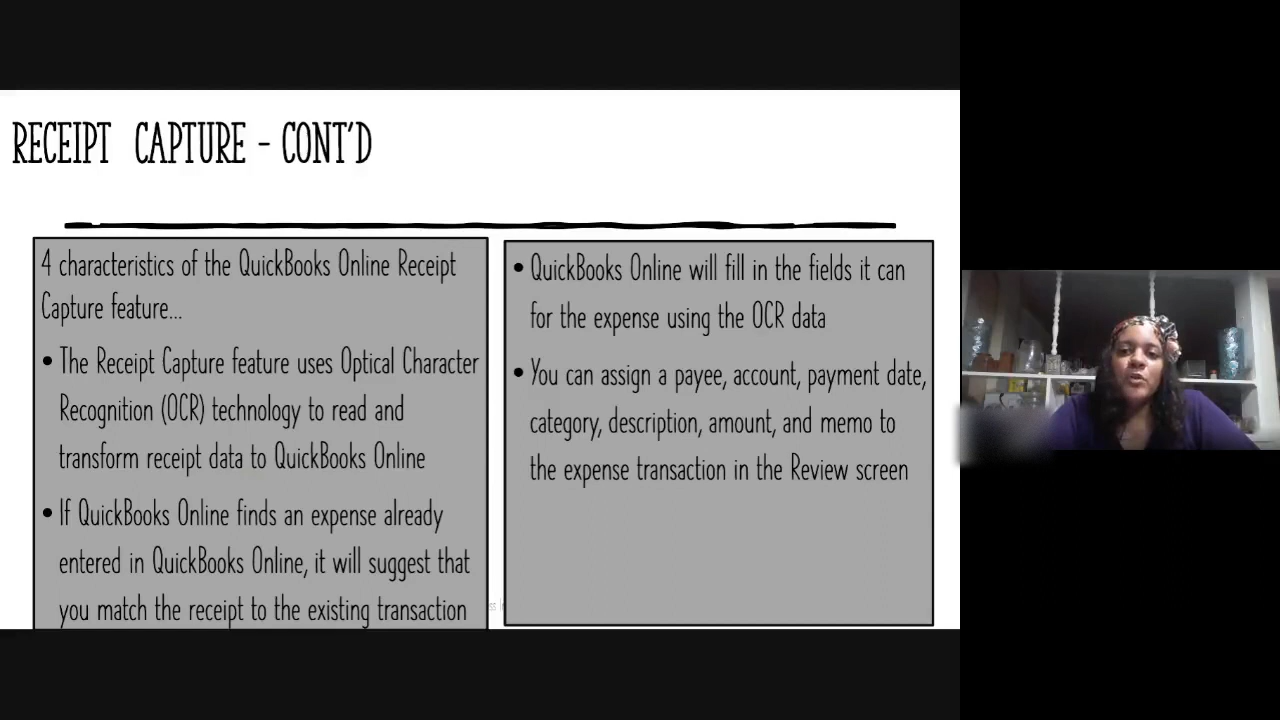 RECEIPT CAPTURE - CONT'D
4 characteristics of the QuickBooks Online Receipt
Capture feature...
• The Receipt Capture feature uses Optical Character
Recognition (OCR) technology to read and
transform receipt data to QuickBooks Online
• If QuickBooks Online finds an expense already
entered in QuickBooks Online, it will suggest that
you match the receipt to the existing transaction
• QuickBooks Online will fill in the fields it can
for the expense using the OCR data
• You can assign a payee, account, payment date,
category, description, amount, and memo to
the expense transaction in the Review screen